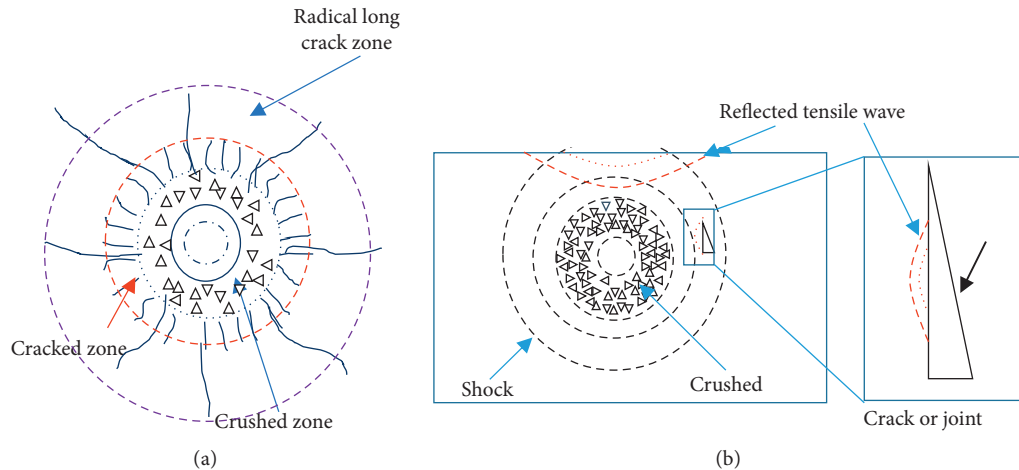 Radical long
crack zone
Cracked zone
Crushed zone
(a)
Reflected tensile wave
Shock
Crushed
Crack or joint
(b)